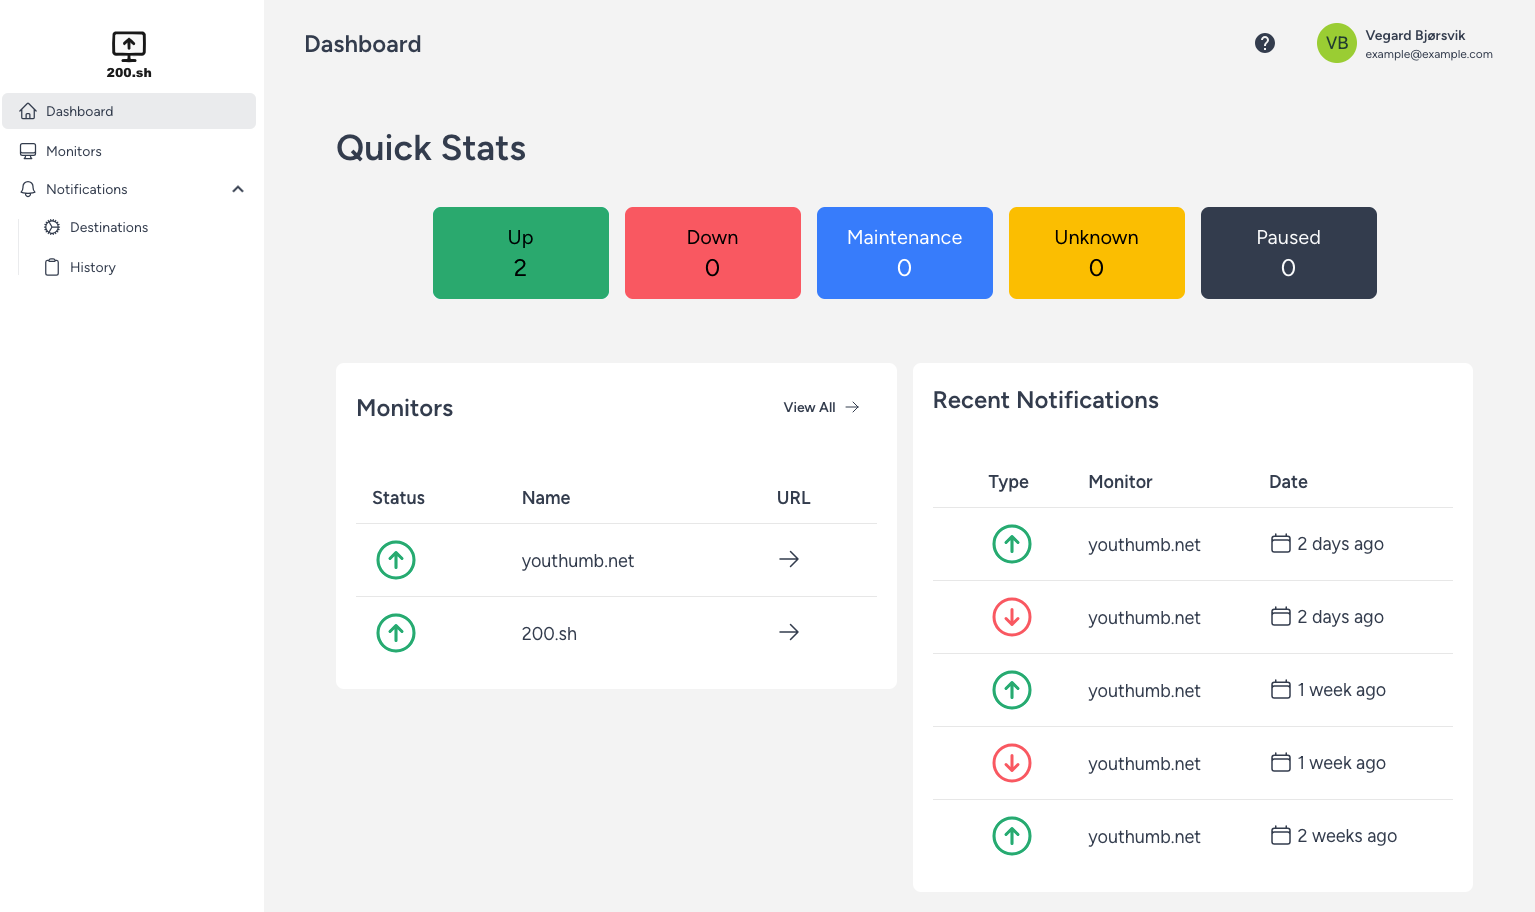 200.sh
Dashboard
Monitors
Notifications
Destinations
History
Dashboard
VB
Vegard Bjørsvik
example@example.com
Quick Stats
Up
2
Down
0
Maintenance
0
Unknown
0
Paused
0
Monitors
View All
Status Name URL
youthumb.net
200.sh
Recent Notifications
Type Monitor Date
youthumb.net 2 days ago
youthumb.net 2 days ago
youthumb.net 1 week ago
youthumb.net 1 week ago
youthumb.net 2 weeks ago